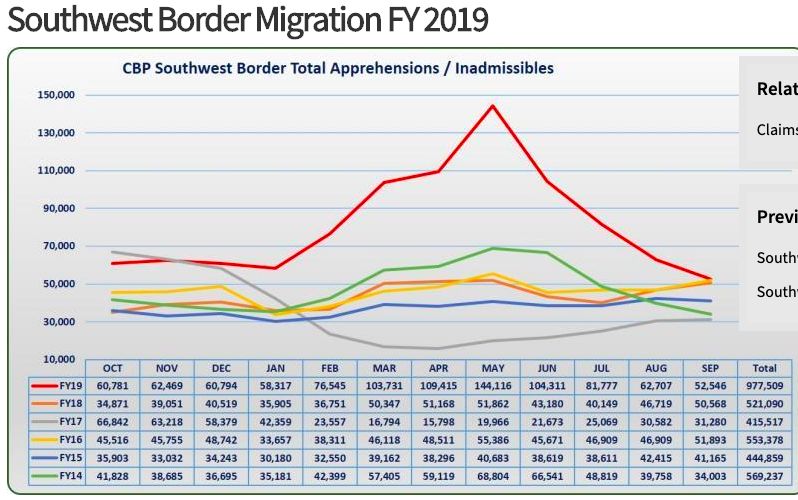 Southwest Border Migration FY 2019
CBP Southwest Border Total Apprehensions / Inadmissibles
150,000
130,000
110,000
90,000
70,000
50,000
30,000
10,000
OCT NOV DEC JAN FEB MAR APR MAY JUN JUL AUG SEP Total
FY19 60,781 62,469 60,794 58,317 76,545 103,731 109,415 144,116 104,311 81,777 62,707 52,546 977,509
FY18 34,871 39,051 40,519 35,905 36,751 50,347 51,168 51,862 43,180 40,149 46,719 50,568 521,090
FY17 66,842 63,218 58,379 42,359 23,557 16,794 15,798 19,966 21,673 25,069 30,582 31,280 415,517
FY16 45,516 45,755 48,742 33,657 38,311 46,118 48,511 55,386 45,671 46,909 46,909 51,893 553,378
FY15 35,903 33,032 34,243 30,180 32,550 39,162 38,296 40,683 38,619 38,611 42,415 41,165 444,859
FY14 41,828 38,685 36,695 35,181 42,399 57,405 59,119 68,804 66,541 48,819 39,758 34,003 569,237
Relat
Claims
Previ
South
South